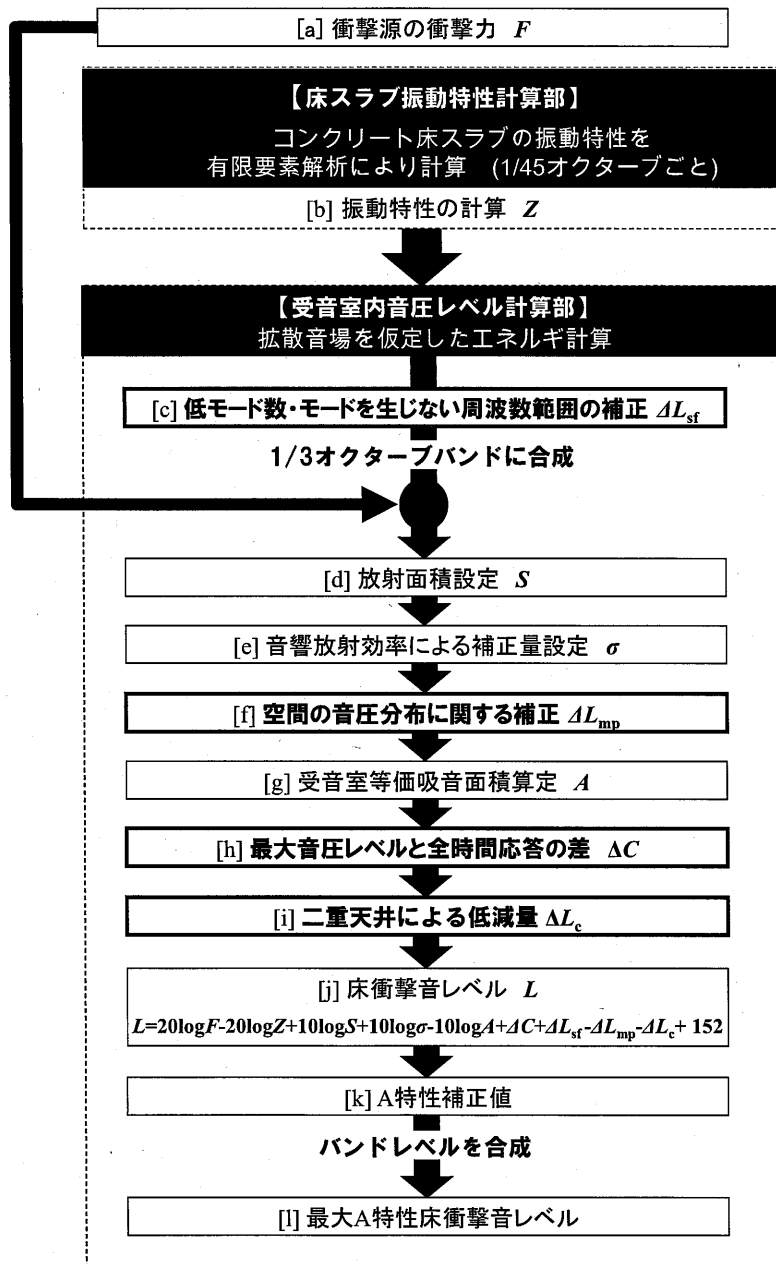 [a] 衝撃源の衝撃力 F
【床スラブ振動特性計算部】
コンクリート床スラブの振動特性を
有限要素解析により計算 (1/45オクターブごと)
[b] 振動特性の計算 Z
【受音室内音圧レベル計算部】
拡散音場を仮定したエネルギ計算
[c] 低モード数・モードを生じない周波数範囲の補正 ΔLsf
1/3オクターブバンドに合成
[d] 放射面積設定 S
[e] 音響放射効率による補正量設定 σ
[f] 空間の音圧分布に関する補正 ΔLmp
[g] 受音室等価吸音面積算定 A
[h] 最大音圧レベルと全時間応答の差 ΔC
[i] 二重天井による低減量 ΔLc
[j] 床衝撃音レベル L
L=20logF-20logZ+10logS+10logσ-10logA+ΔC+ΔLsf-ΔLmp-ΔLc+ 152
[k] A特性補正値
バンドレベルを合成
[l] 最大A特性床衝撃音レベル